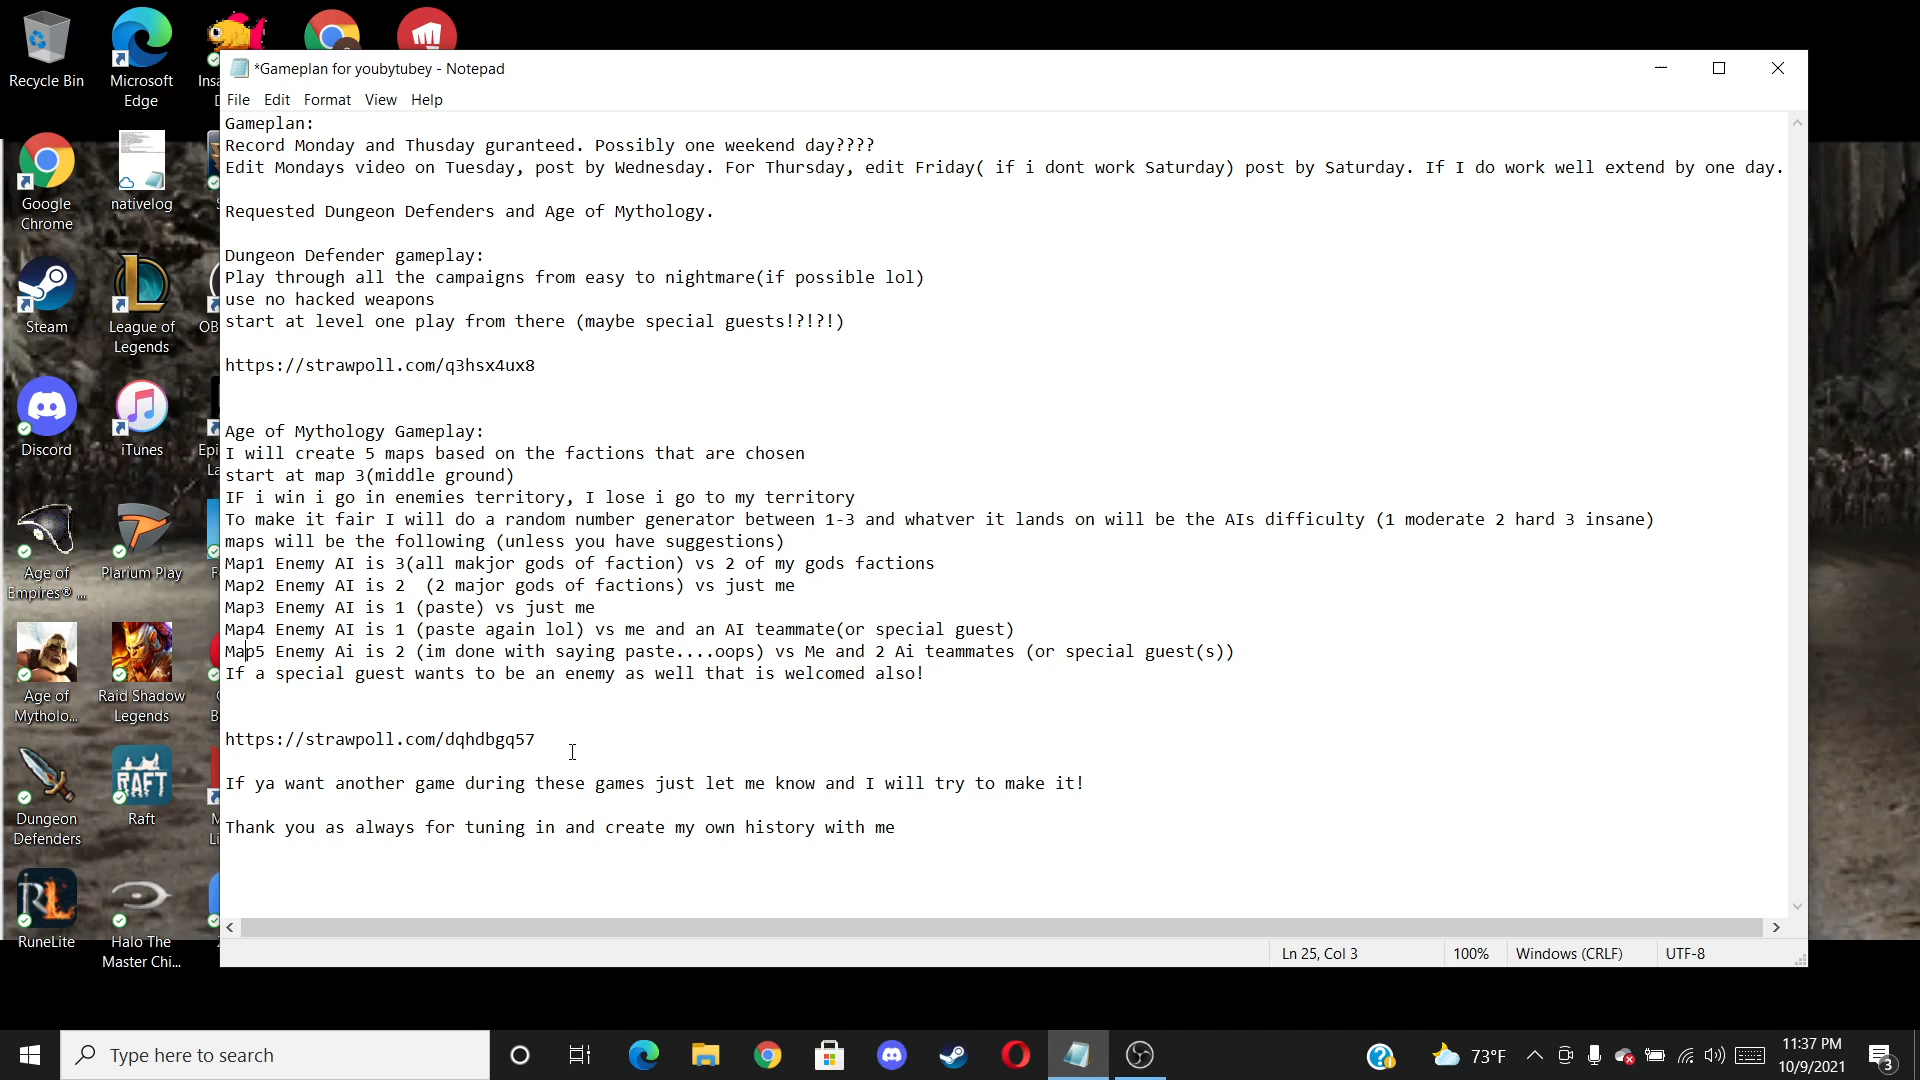 Recycle Bin
Microsoft
Edge
Insa
*Gameplan for youbytubey - Notepad
File Edit Format View Help
Gameplan:
Record Monday and Thusday guranteed. Possibly one weekend day????
Edit Mondays video on Tuesday, post by Wednesday. For Thursday, edit Friday( if i dont work Saturday) post by Saturday. If I do work well extend by one day.
Requested Dungeon Defenders and Age of Mythology.
Dungeon Defender gameplay:
Play through all the campaigns from easy to nightmare(if possible lol)
use no hacked weapons
start at level one play from there (maybe special guests!?!?!)
https://strawpoll.com/q3hsx4ux8
Age of Mythology Gameplay:
I will create 5 maps based on the factions that are chosen
start at map 3(middle ground)
IF i win i go in enemies territory, I lose i go to my territory
To make it fair I will do a random number generator between 1-3 and whatver it lands on will be the AIs difficulty (1 moderate 2 hard 3 insane)
maps will be the following (unless you have suggestions)
Map1 Enemy AI is 3(all makjor gods of faction) vs 2 of my gods factions
Map2 Enemy AI is 2  (2 major gods of factions) vs just me
Map3 Enemy AI is 1 (paste) vs just me
Map4 Enemy AI is 1 (paste again lol) vs me and an AI teammate(or special guest)
Map5 Enemy Ai is 2 (im done with saying paste....oops) vs Me and 2 Ai teammates (or special guest(s))
If a special guest wants to be an enemy as well that is welcomed also!
https://strawpoll.com/dqhdbgq57
If ya want another game during these games just let me know and I will try to make it!
Thank you as always for tuning in and create my own history with me
Ln 25, Col 3 100% Windows (CRLF) UTF-8
Google
Chrome
nativelog
Steam
League of
Legends
OB
Discord
iTunes
Epi
La
Age of
Empires® ...
Plarium Play
Age of
Mytholo...
Raid Shadow
Legends
Dungeon
Defenders
RAFT
Raft
RuneLite
Halo The
Master Chi...
Type here to search
73°F
11:37 PM
10/9/2021
3